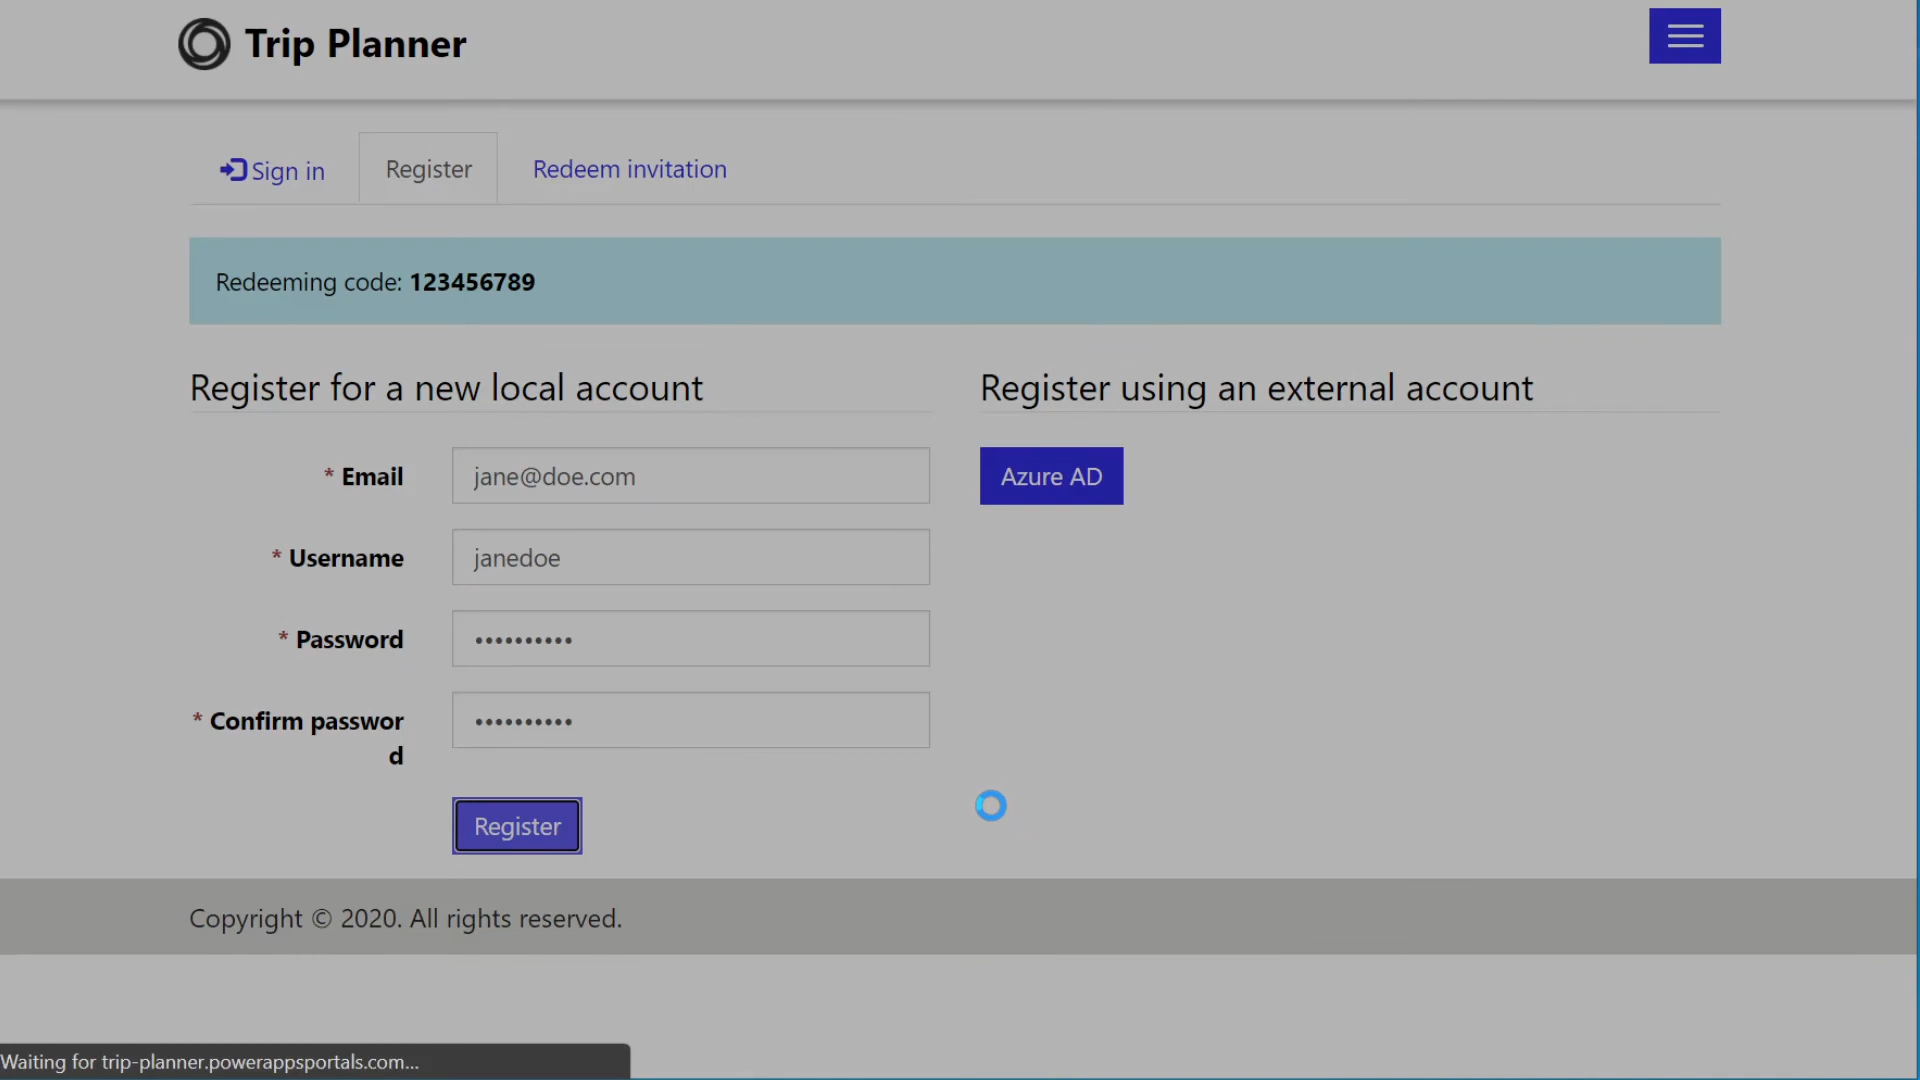 Trip Planner
Sign in
Register
Redeem invitation
Redeeming code: 123456789
Register for a new local account
Register using an external account
* Email
jane@doe.com
Azure AD
* Username
janedoe
* Password
••••••••••
* Confirm passwor
d
••••••••••
Register
Copyright © 2020. All rights reserved.
Waiting for trip-planner.powerappsportals.com...